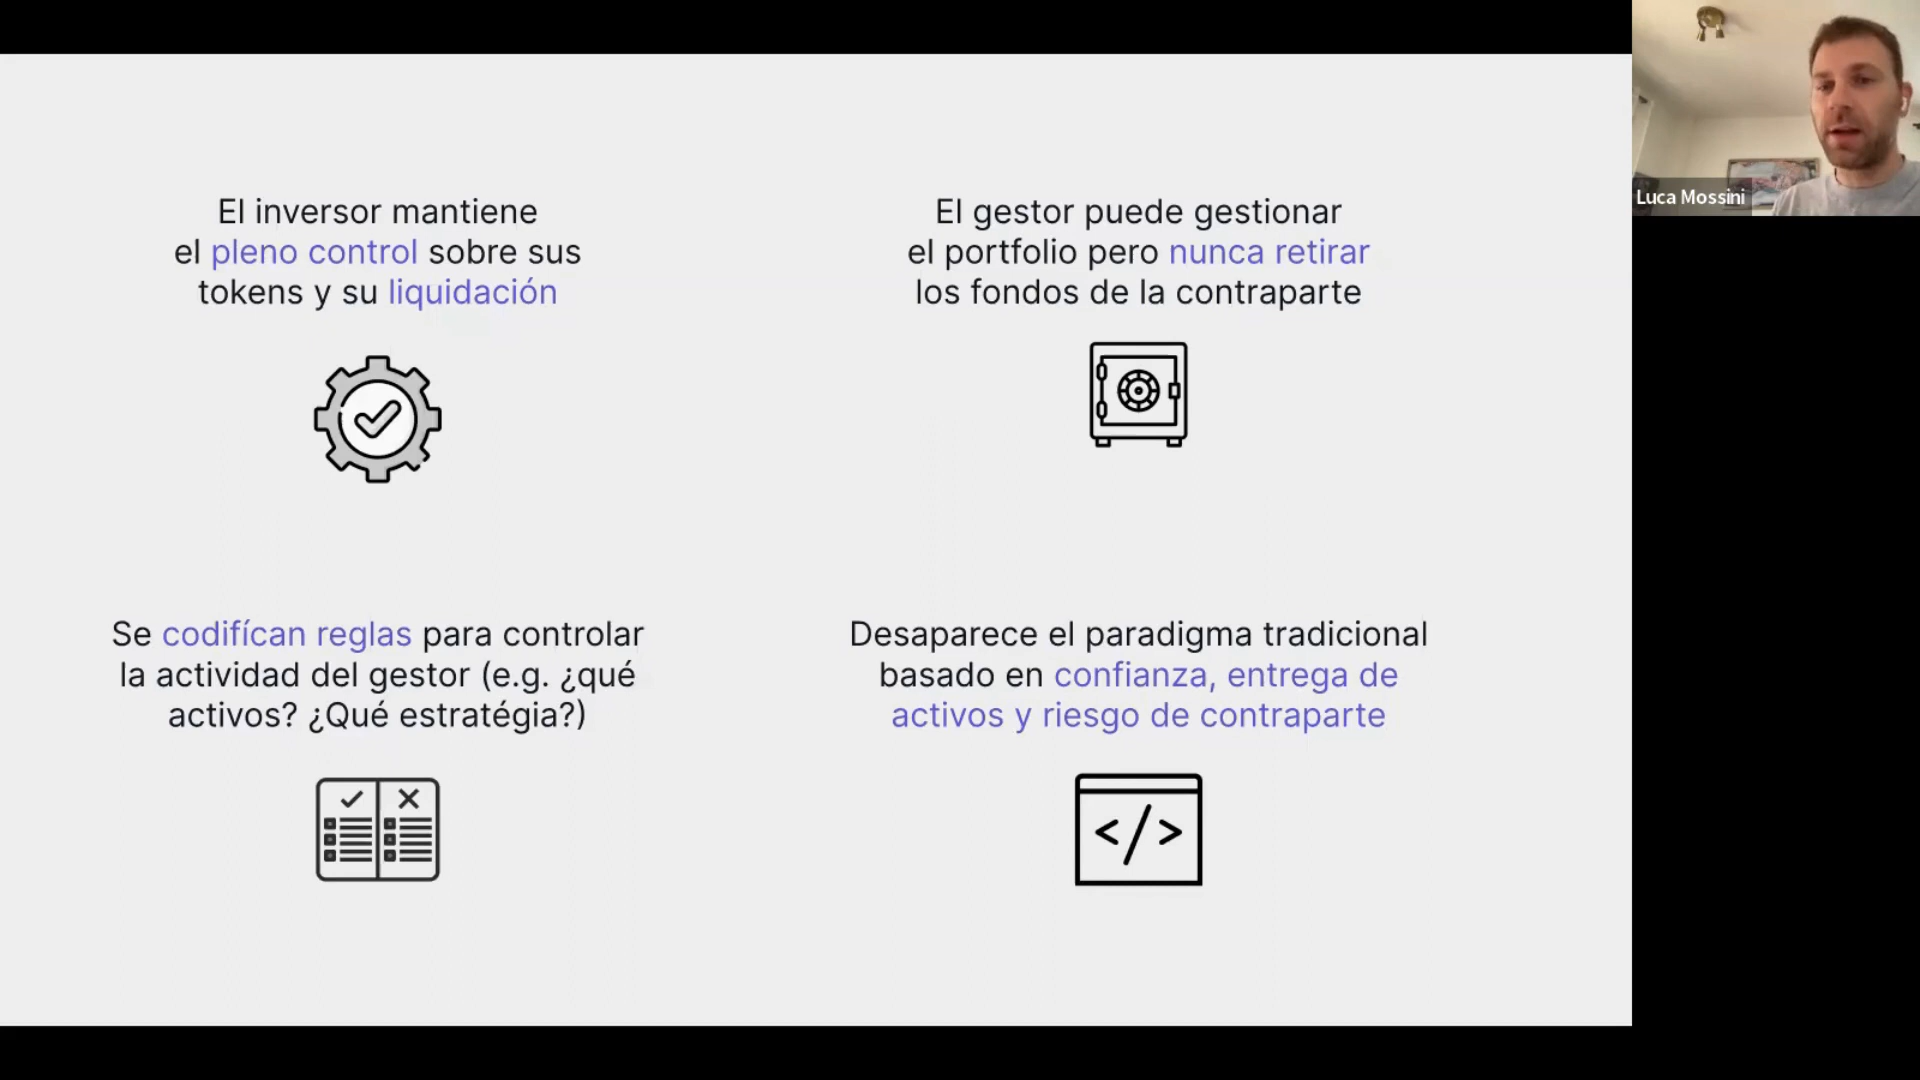 El inversor mantiene
el pleno control sobre sus
tokens y su liquidación
El gestor puede gestionar
el portfolio pero nunca retirar
los fondos de la contraparte
Se codifícan reglas para controlar
la actividad del gestor (e.g. ¿qué
activos? ¿Qué estratégia?)
Desaparece el paradigma tradicional
basado en confianza, entrega de
activos y riesgo de contraparte
</>
Luca Mossini